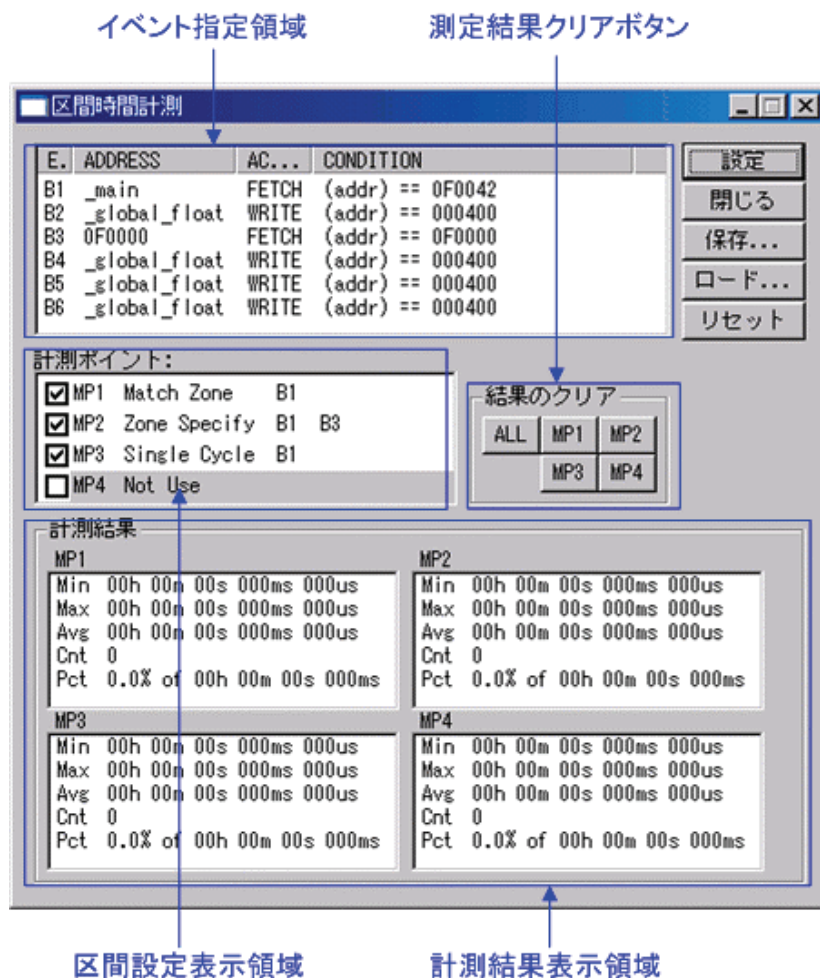 イベント指定領域 測定結果クリアボタン
区間時間計測
E. ADDRESS AC... CONDITION
B1 _main FETCH (addr) == 0F0042
B2 _global_float WRITE (addr) == 000400
B3 0F0000 FETCH (addr) == 0F0000
B4 _global_float WRITE (addr) == 000400
B5 _global_float WRITE (addr) == 000400
B6 _global_float WRITE (addr) == 000400
設定
閉じる
保存...
ロード...
リセット
計測ポイント:
MP1 Match Zone B1
MP2 Zone Specify B1 B3
MP3 Single Cycle B1
MP4 Not Use
結果のクリア
ALL MP1 MP2
MP3 MP4
計測結果
MP1
Min 00h 00m 00s 000ms 000us
Max 00h 00m 00s 000ms 000us
Avg 00h 00m 00s 000ms 000us
Cnt 0
Pct 0.0% of 00h 00m 00s 000ms
MP2
Min 00h 00m 00s 000ms 000us
Max 00h 00m 00s 000ms 000us
Avg 00h 00m 00s 000ms 000us
Cnt 0
Pct 0.0% of 00h 00m 00s 000ms
MP3
Min 00h 00m 00s 000ms 000us
Max 00h 00m 00s 000ms 000us
Avg 00h 00m 00s 000ms 000us
Cnt 0
Pct 0.0% of 00h 00m 00s 000ms
MP4
Min 00h 00m 00s 000ms 000us
Max 00h 00m 00s 000ms 000us
Avg 00h 00m 00s 000ms 000us
Cnt 0
Pct 0.0% of 00h 00m 00s 000ms
区間設定表示領域 計測結果表示領域